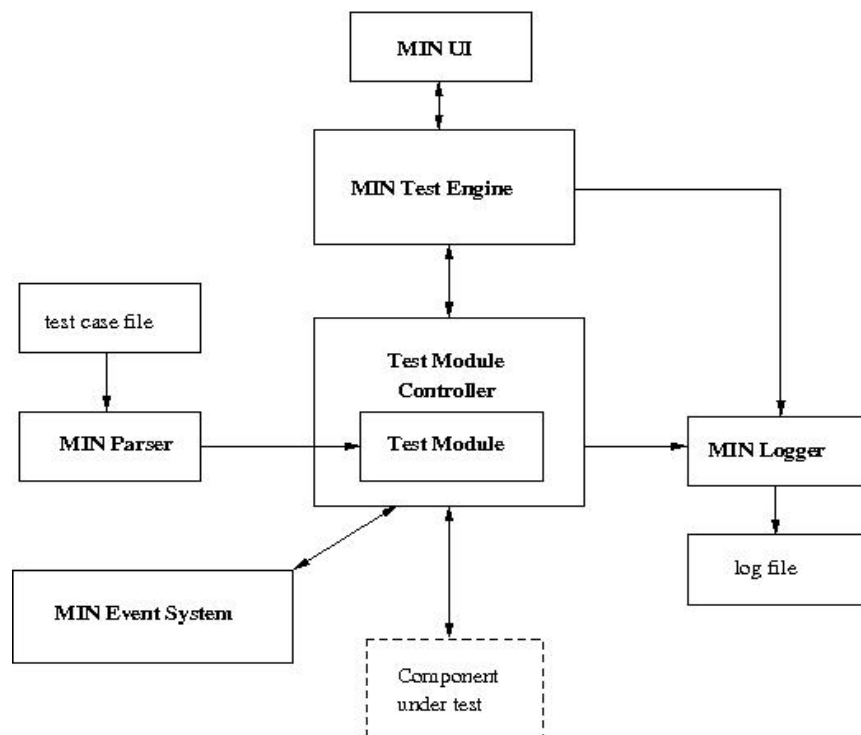 MIN UI
MIN Test Engine
test case file
Test Module
Controller
MIN Parser
Test Module
MIN Logger
log file
MIN Event System
Component
under test